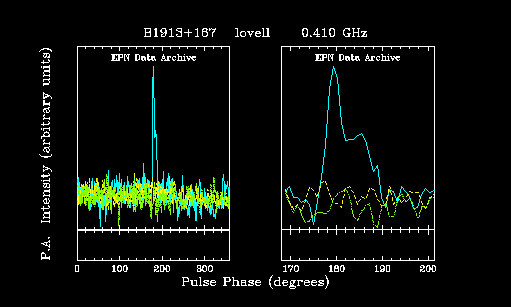 B1913+167 lovell 0.410 GHz
EPN Data Archive EPN Data Archive
P.A. Intensity (arbitrary units)
0 100 200 300 170 180 190 200
Pulse Phase (degrees)